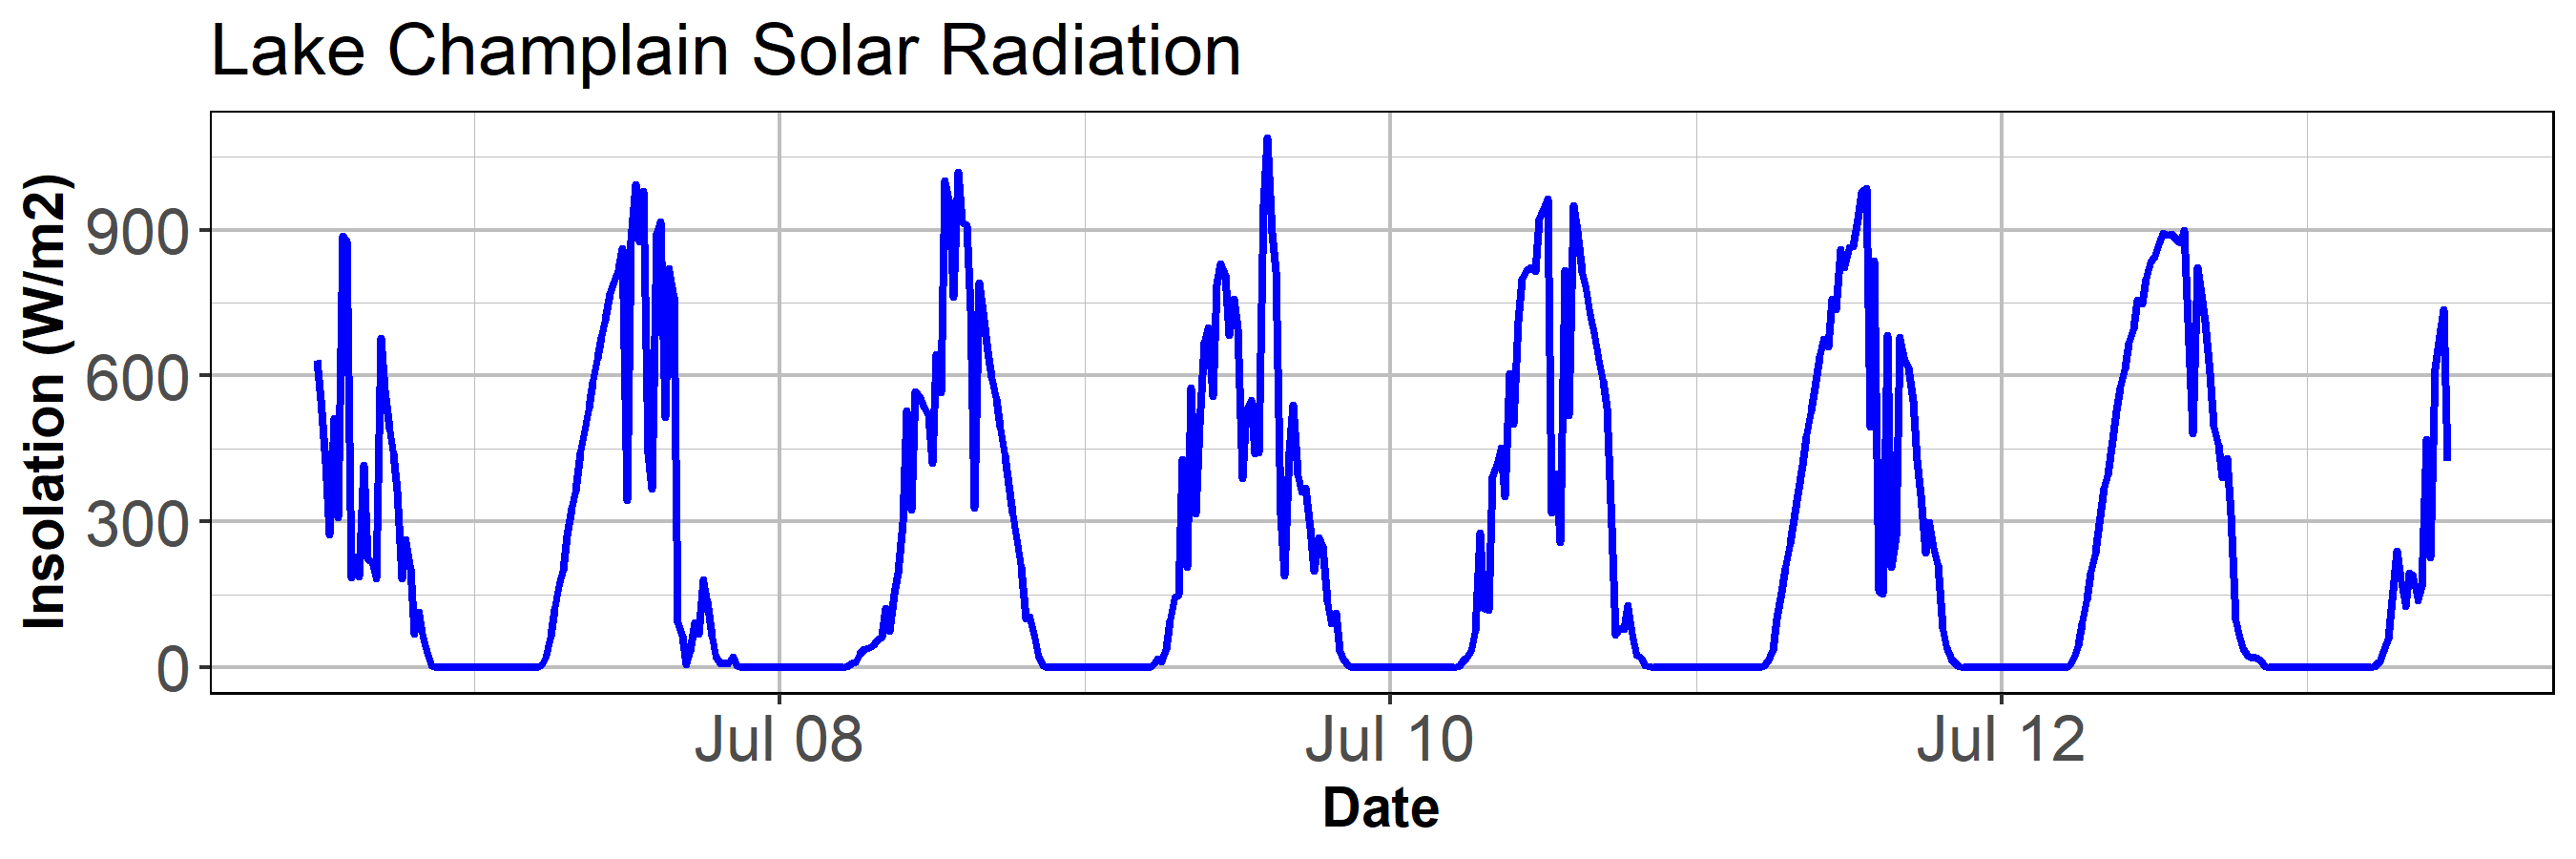 Lake Champlain Solar Radiation
Insolation (W/m2)
900
600
300
0
Jul 08
Jul 10
Jul 12
Date